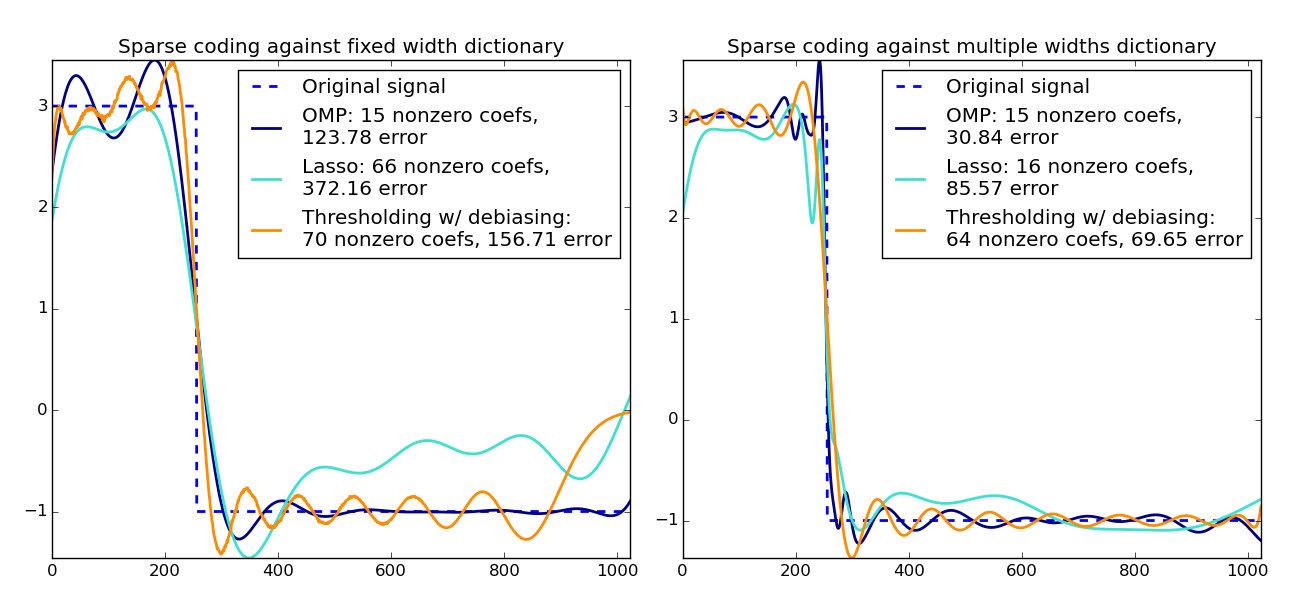 Sparse coding against fixed width dictionary
Original signal
OMP: 15 nonzero coefs,
123.78 error
Lasso: 66 nonzero coefs,
372.16 error
Thresholding w/ debiasing:
70 nonzero coefs, 156.71 error
3
2
1
0
−1
0 200 400 600 800 1000
Sparse coding against multiple widths dictionary
Original signal
OMP: 15 nonzero coefs,
30.84 error
Lasso: 16 nonzero coefs,
85.57 error
Thresholding w/ debiasing:
64 nonzero coefs, 69.65 error
3
2
1
0
−1
0 200 400 600 800 1000